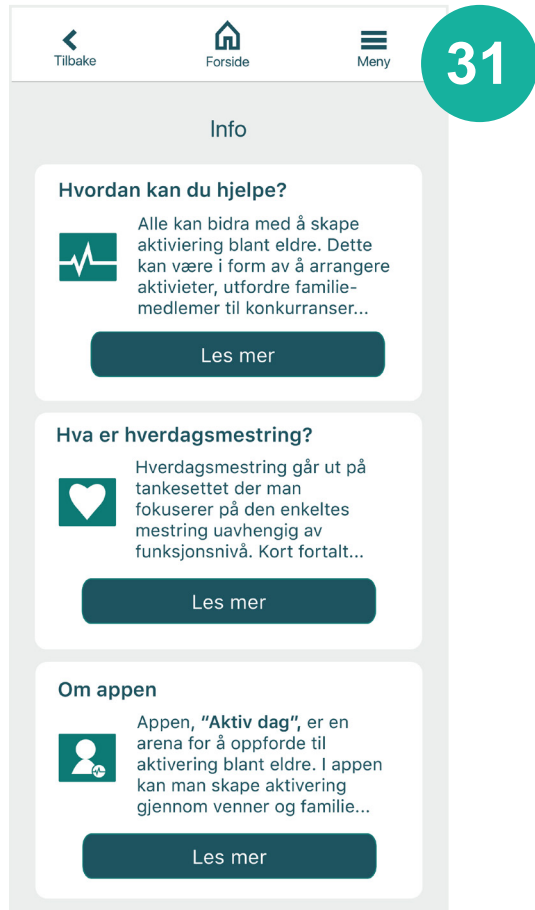 Tilbake
Forside
Meny
31
Info
Hvordan kan du hjelpe?
Alle kan bidra med å skape
aktiviering blant eldre. Dette
kan være i form av å arrangere
aktivieter, utfordre familie-
medlemer til konkurranser...
Les mer
Hva er hverdagsmestring?
Hverdagsmestring går ut på
tankesettet der man
fokuserer på den enkeltes
mestring uavhengig av
funksjonsnivå. Kort fortalt...
Les mer
Om appen
Appen, “Aktiv dag”, er en
arena for å oppforde til
aktivering blant eldre. I appen
kan man skape aktivering
gjennom venner og familie...
Les mer